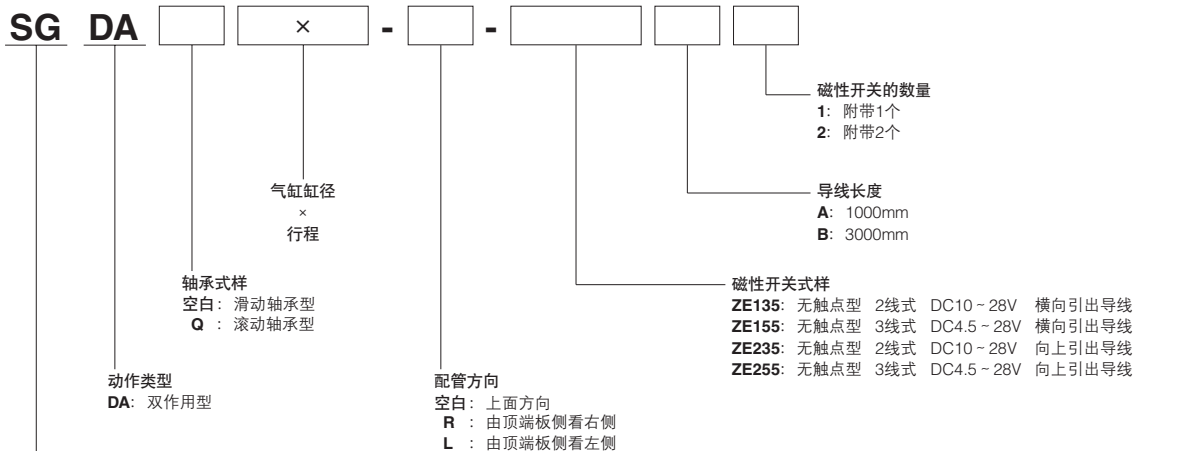 SG DA × - -
磁性开关的数量
1: 附带1个
2: 附带2个
气缸缸径
×
行程
导线长度
A: 1000mm
B: 3000mm
轴承式样
空白: 滑动轴承型
Q : 滚动轴承型
磁性开关式样
ZE135: 无触点型 2线式 DC10~28V 横向引出导线
ZE155: 无触点型 3线式 DC4.5~28V 横向引出导线
ZE235: 无触点型 2线式 DC10~28V 向上引出导线
ZE255: 无触点型 3线式 DC4.5~28V 向上引出导线
动作类型
DA: 双作用型
配管方向
空白: 上面方向
R : 由顶端板侧看右侧
L : 由顶端板侧看左侧